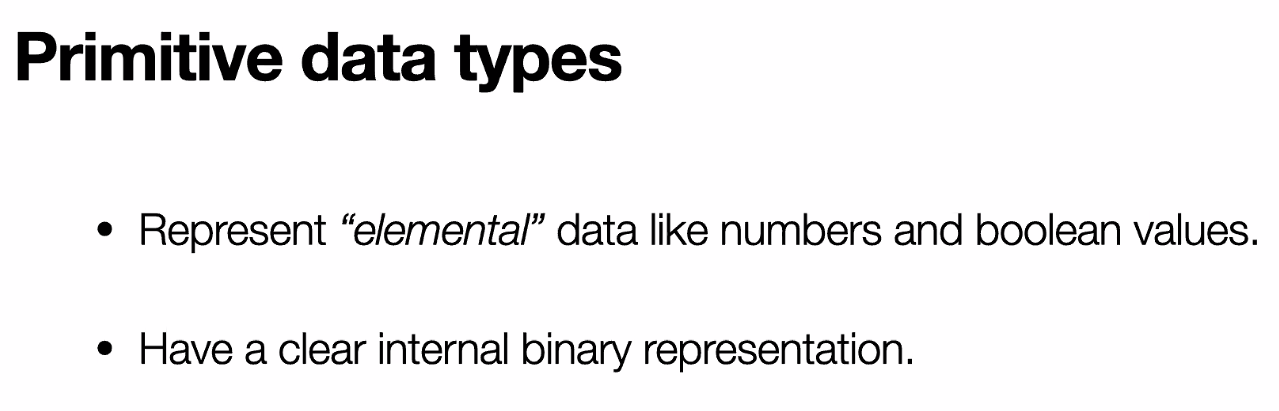 Primitive data types
• Represent “elemental” data like numbers and boolean values.
• Have a clear internal binary representation.